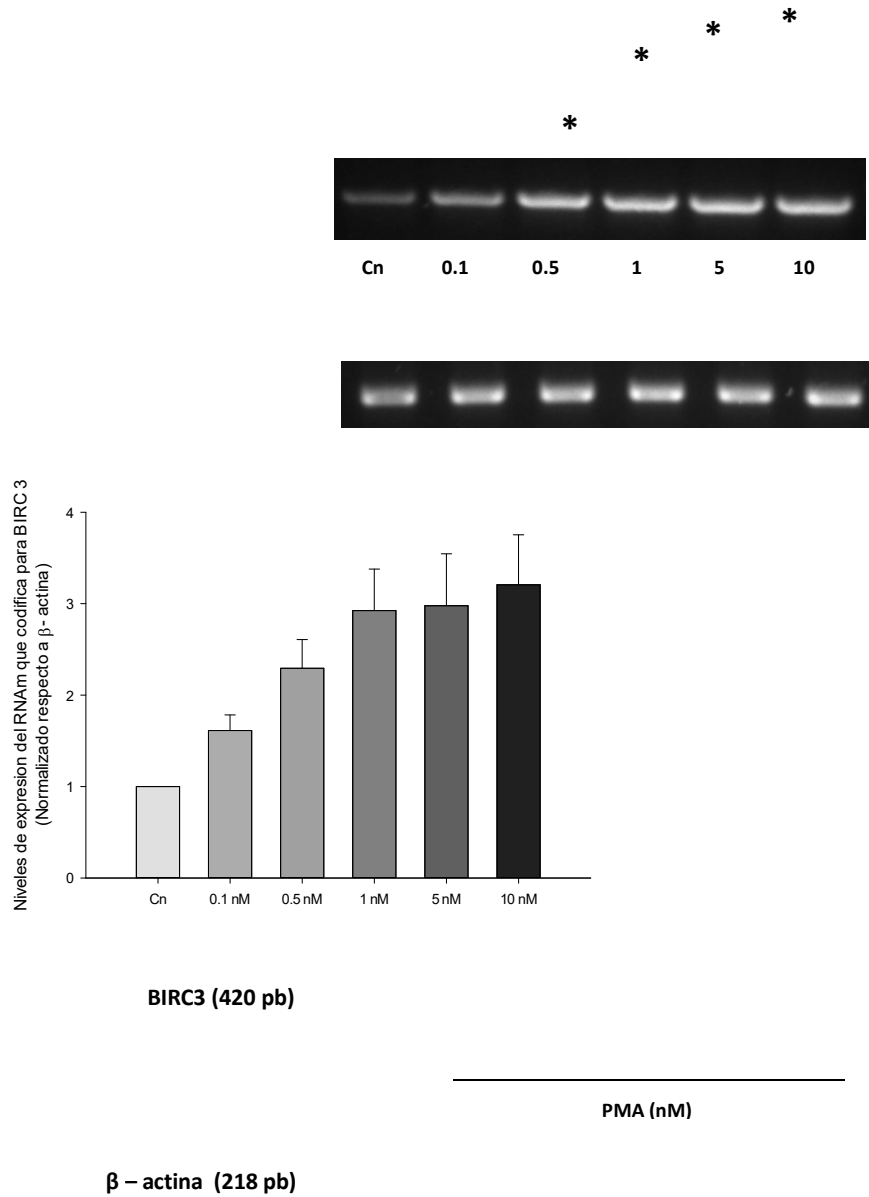 *
*
*
*
Cn 0.1 0.5 1 5 10
Niveles de expresion del RNAm que codifica para BIRC 3
(Normalizado respecto a β - actina)
4
3
2
1
0
Cn 0.1 nM 0.5 nM 1 nM 5 nM 10 nM
BIRC3 (420 pb)
PMA (nM)
β – actina (218 pb)